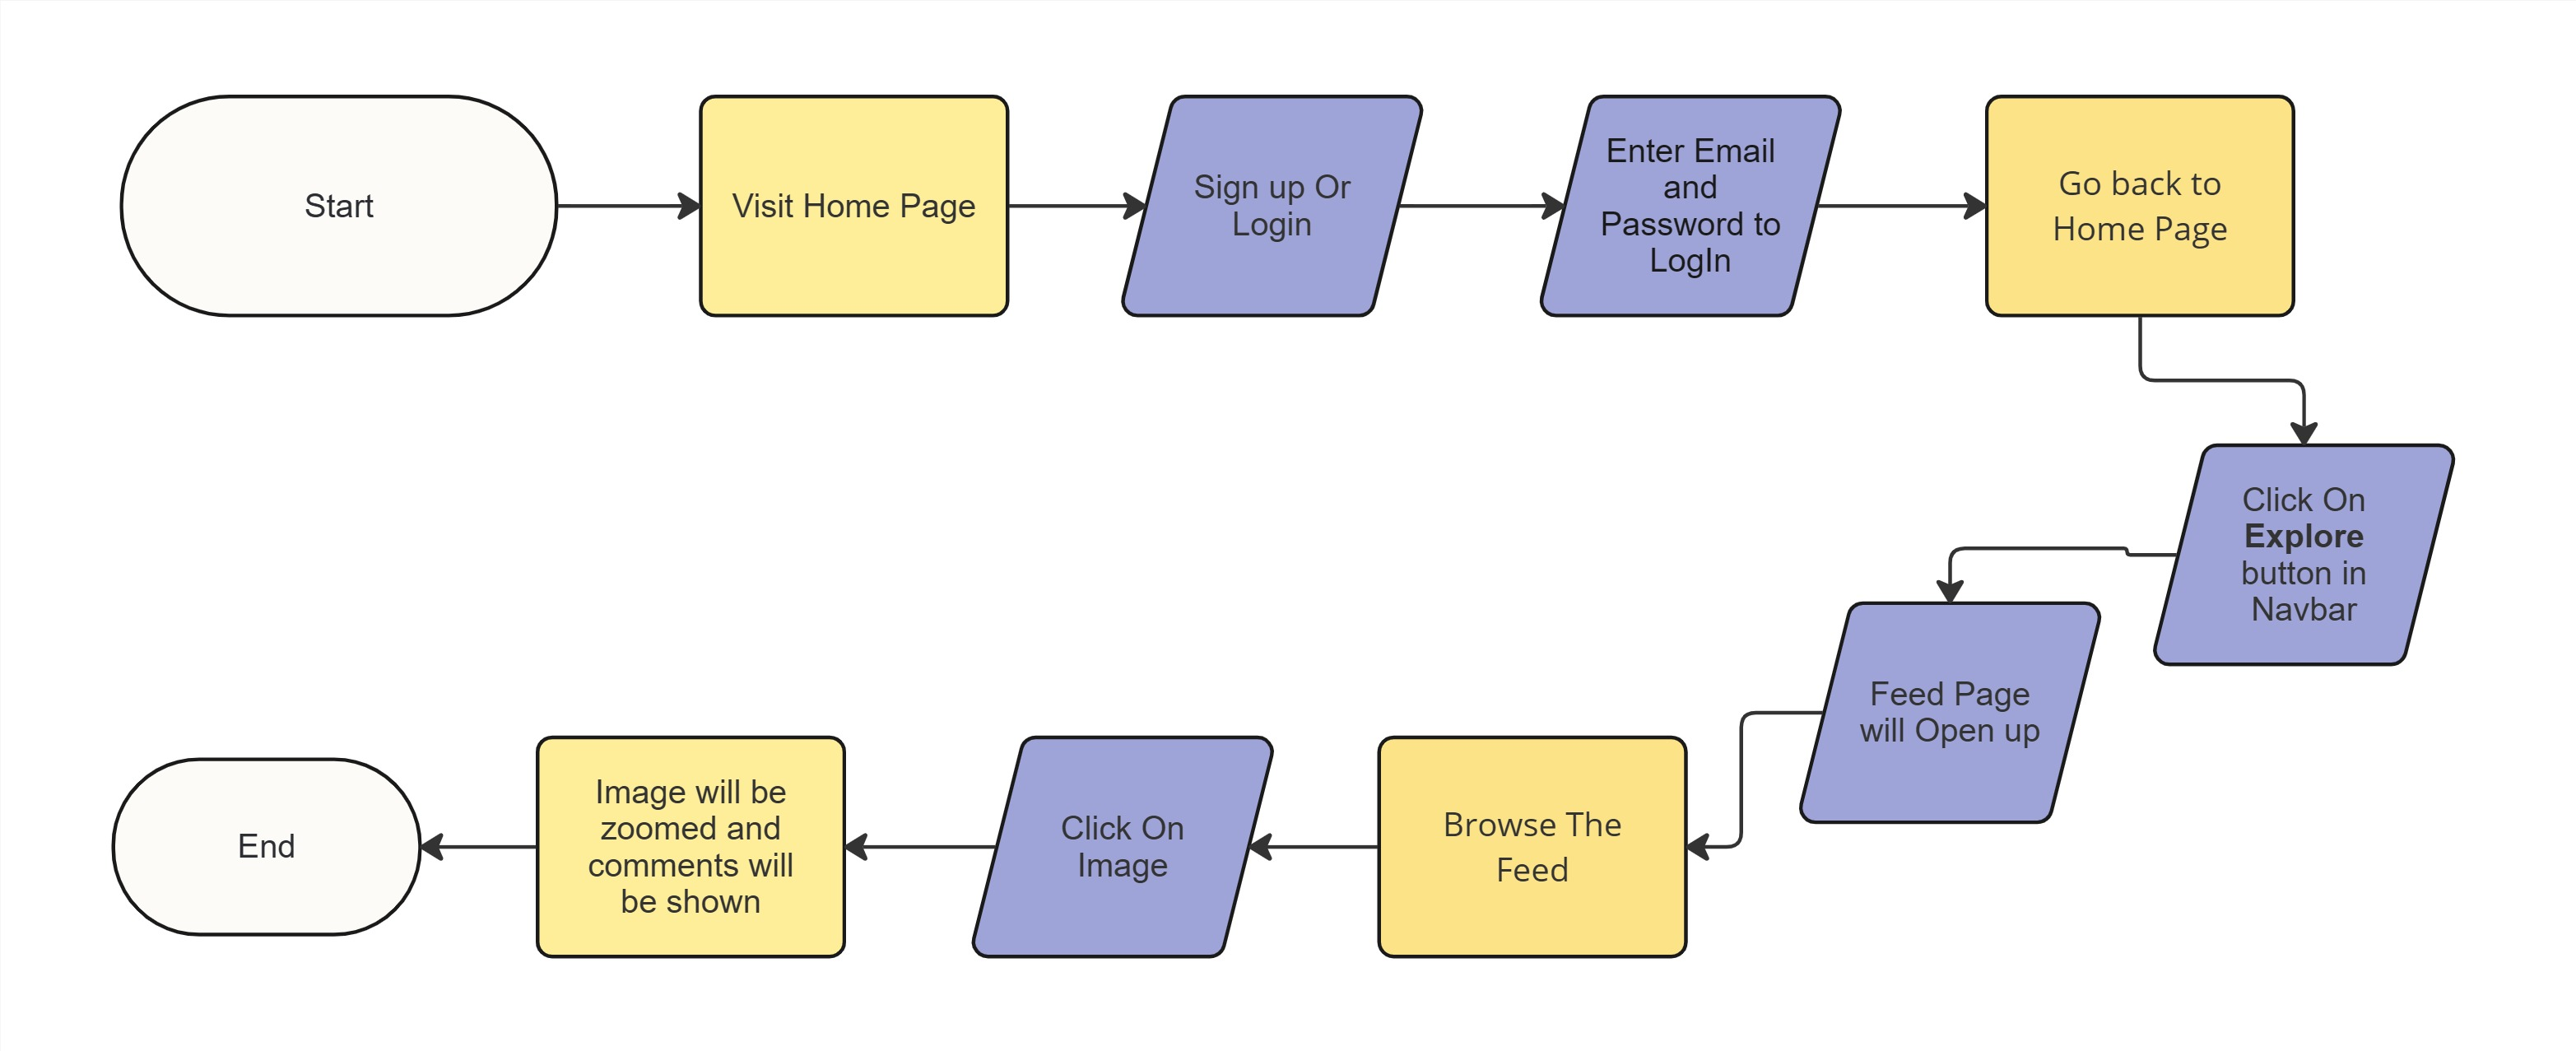 Start
Visit Home Page
Sign up Or
Login
Enter Email
and
Password to
LogIn
Go back to
Home Page
Click On
Explore
button in
Navbar
Feed Page
will Open up
Browse The
Feed
Click On
Image
Image will be
zoomed and
comments will
be shown
End